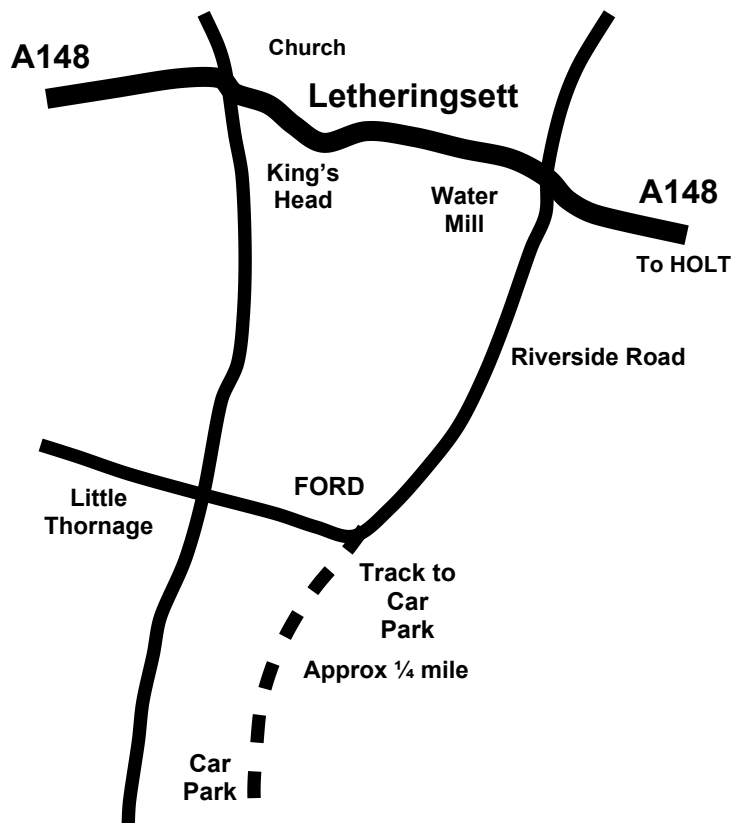 Church
A148
Letheringsett
King’s
Head
Water
Mill
A148
To HOLT
Riverside Road
FORD
Little
Thornage
Track to
Car
Park
Approx ¼ mile
Car
Park